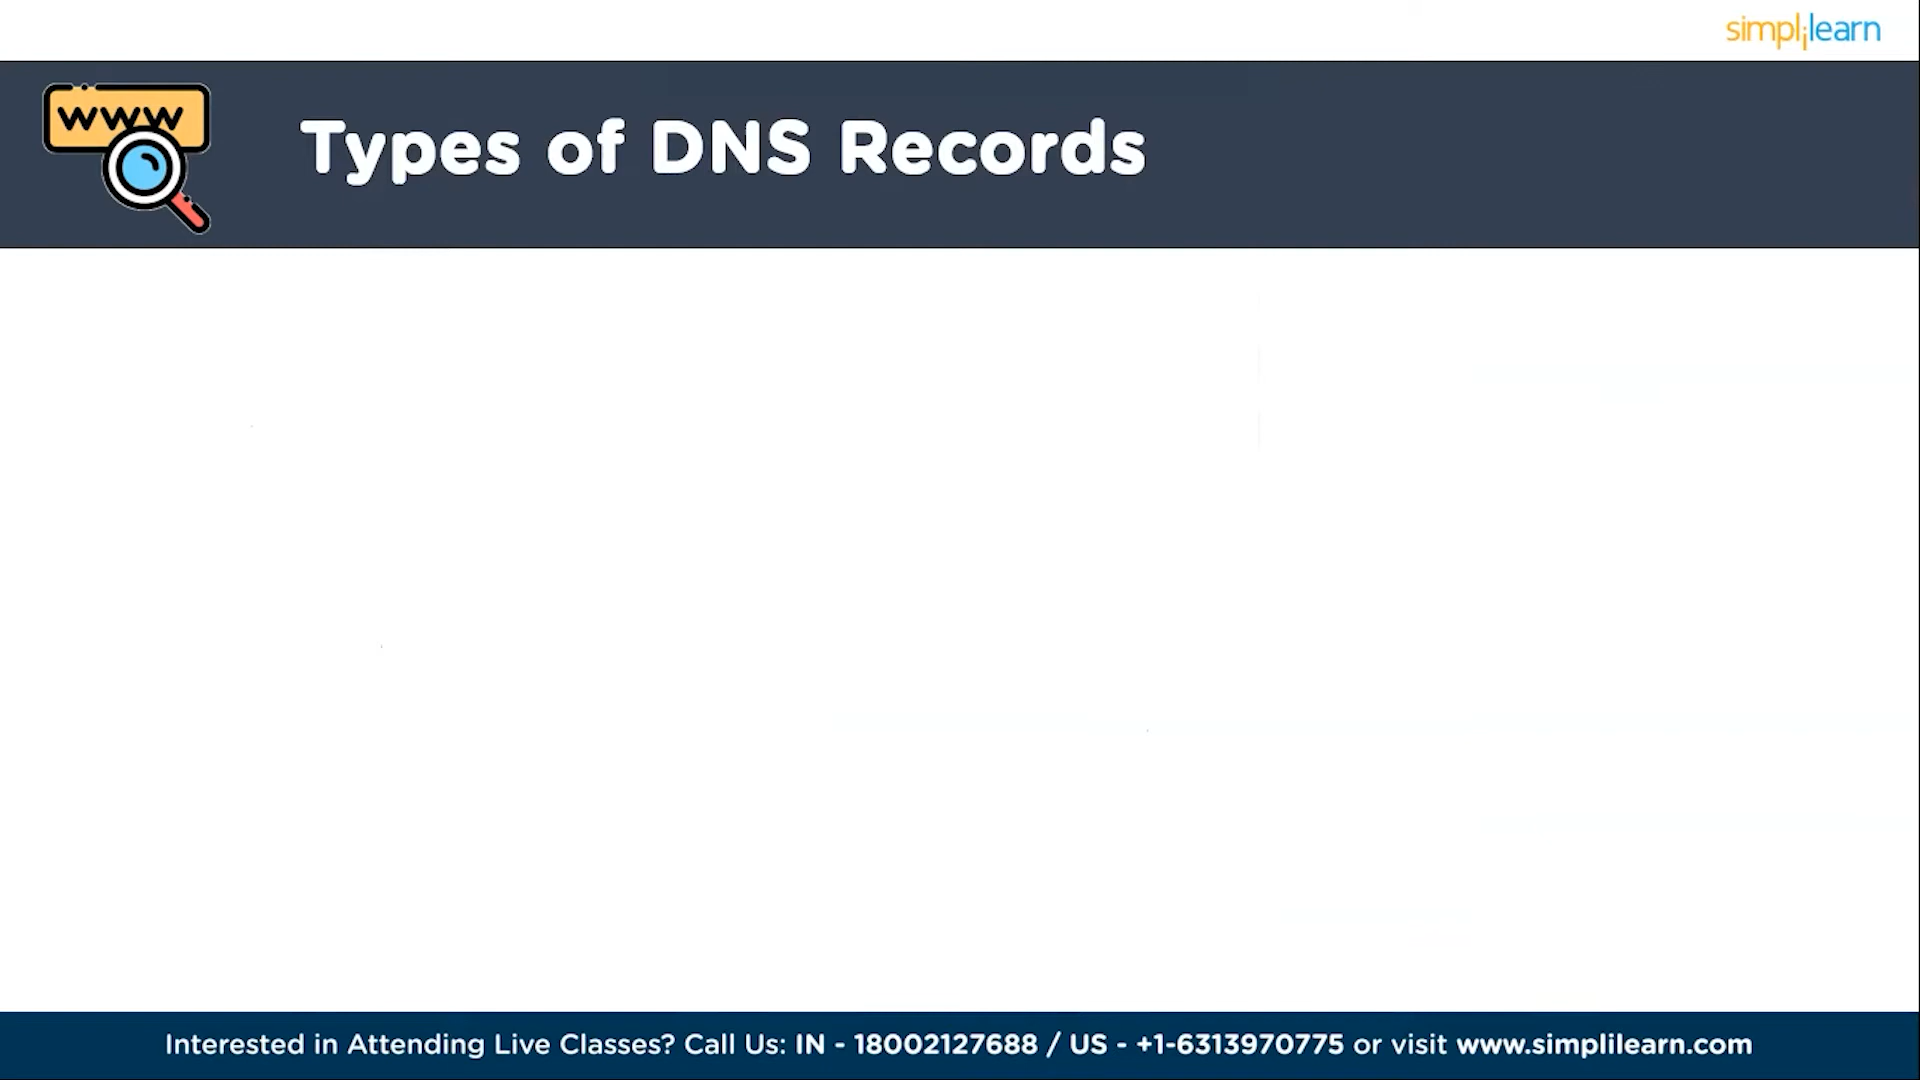 simplilearn
www
Types of DNS Records
Interested in Attending Live Classes? Call Us: IN - 18002127688 / US - +1-6313970775 or visit www.simplilearn.com